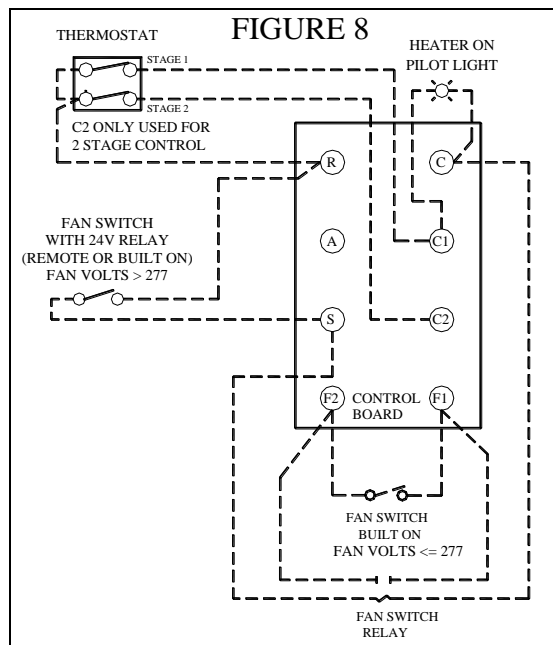 FIGURE 8
THERMOSTAT
STAGE 1
STAGE 2
C2 ONLY USED FOR
2 STAGE CONTROL
HEATER ON
PILOT LIGHT
R
C
FAN SWITCH
WITH 24V RELAY
(REMOTE OR BUILT ON)
FAN VOLTS > 277
A
C1
S
C2
F2
CONTROL
BOARD
F1
FAN SWITCH
BUILT ON
FAN VOLTS <= 277
FAN SWITCH
RELAY